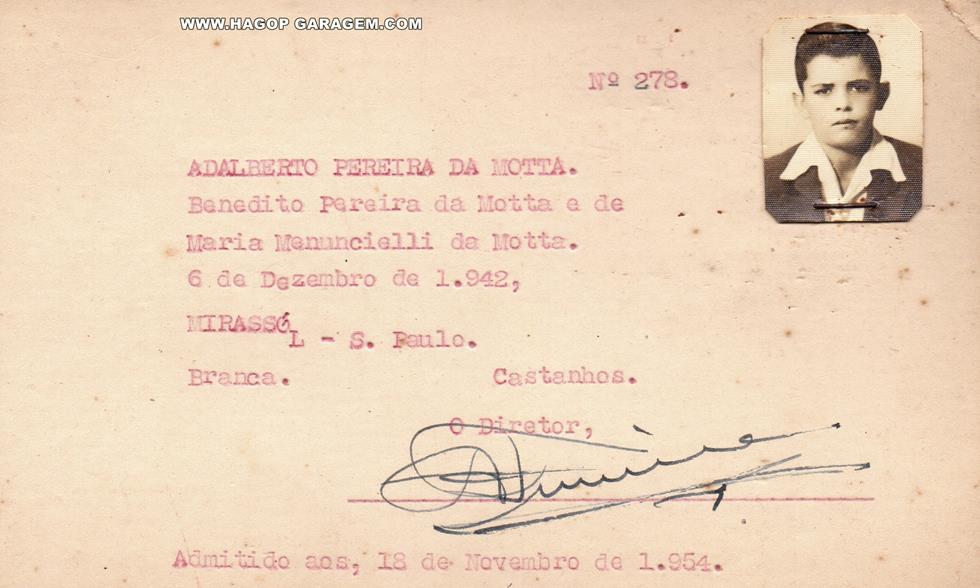 WWW.HAGOP GARAGEM.COM
Nº 278.
ADALBERTO PEREIRA DA MOTTA.
Benedito Pereira da Motta e de
Maria Menuncielli da Motta.
6 de Dezembro de 1.942,
MIRASSÓL - S. Paulo.
Branca. Castanhos.
O Diretor,
Admitido aos, 18 de Novembro de 1.954.